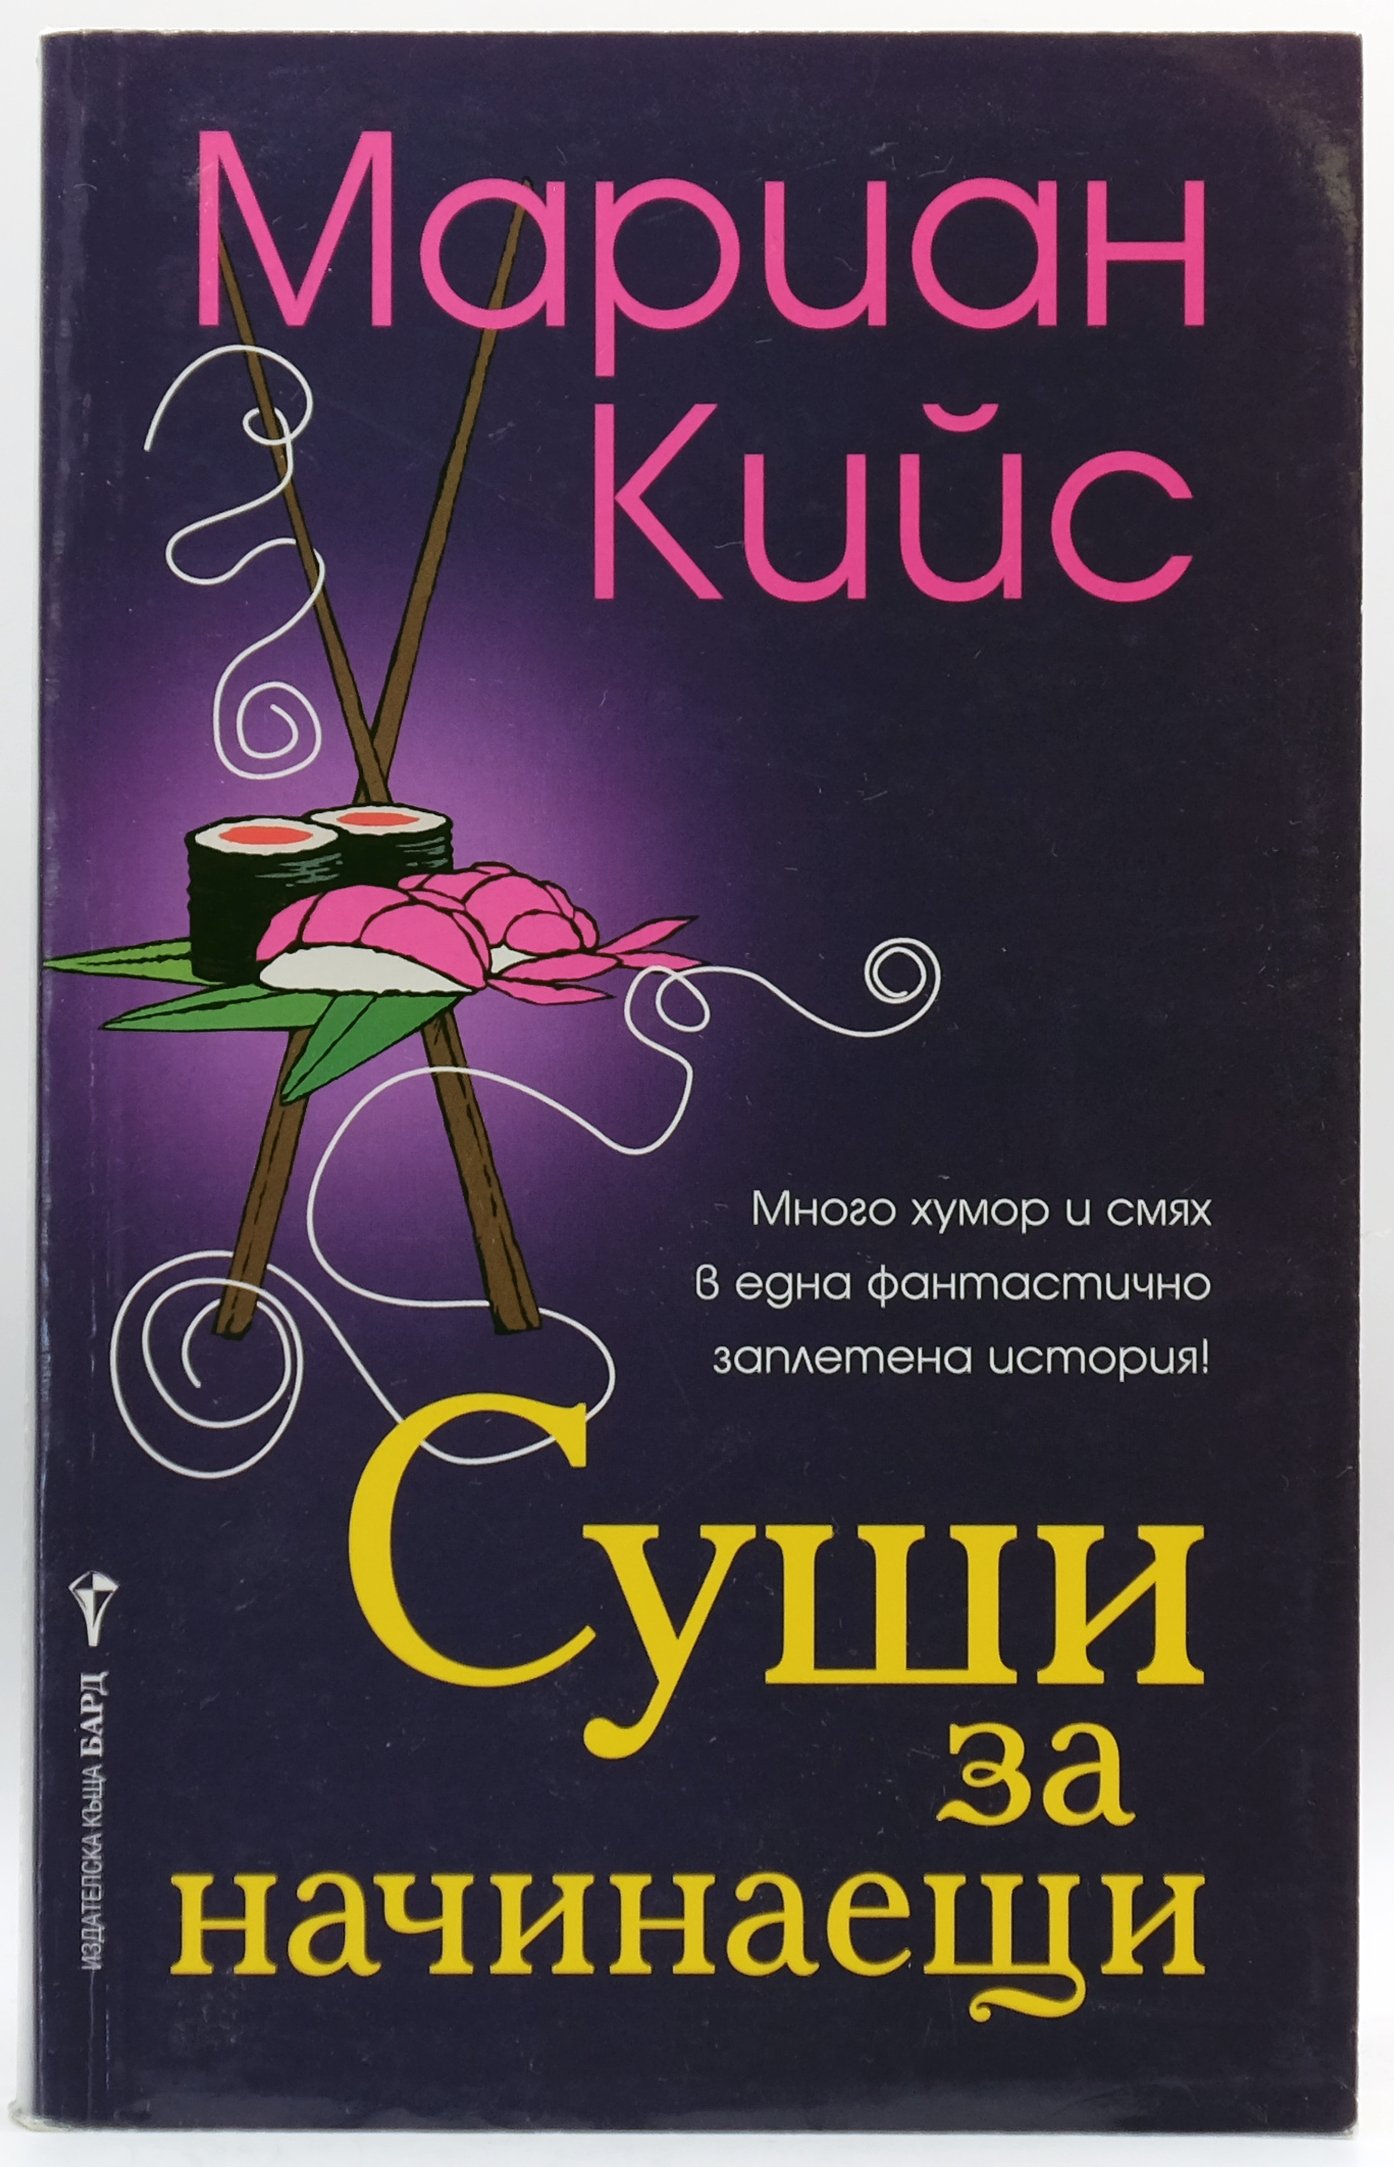 Мариан
Кийс
Много хумор и смях
в една фантастично
заплетена история!
Суши
за
начинаещи
ИЗДАТЕЛСКА КЪЩА БАРД